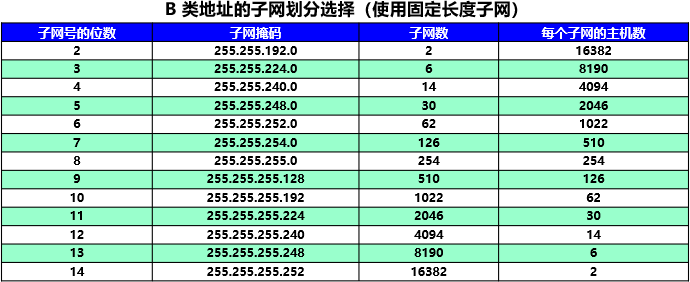 B 类地址的子网划分选择（使用固定长度子网）
子网号的位数 子网掩码 子网数 每个子网的主机数
2 255.255.192.0 2 16382
3 255.255.224.0 6 8190
4 255.255.240.0 14 4094
5 255.255.248.0 30 2046
6 255.255.252.0 62 1022
7 255.255.254.0 126 510
8 255.255.255.0 254 254
9 255.255.255.128 510 126
10 255.255.255.192 1022 62
11 255.255.255.224 2046 30
12 255.255.255.240 4094 14
13 255.255.255.248 8190 6
14 255.255.255.252 16382 2